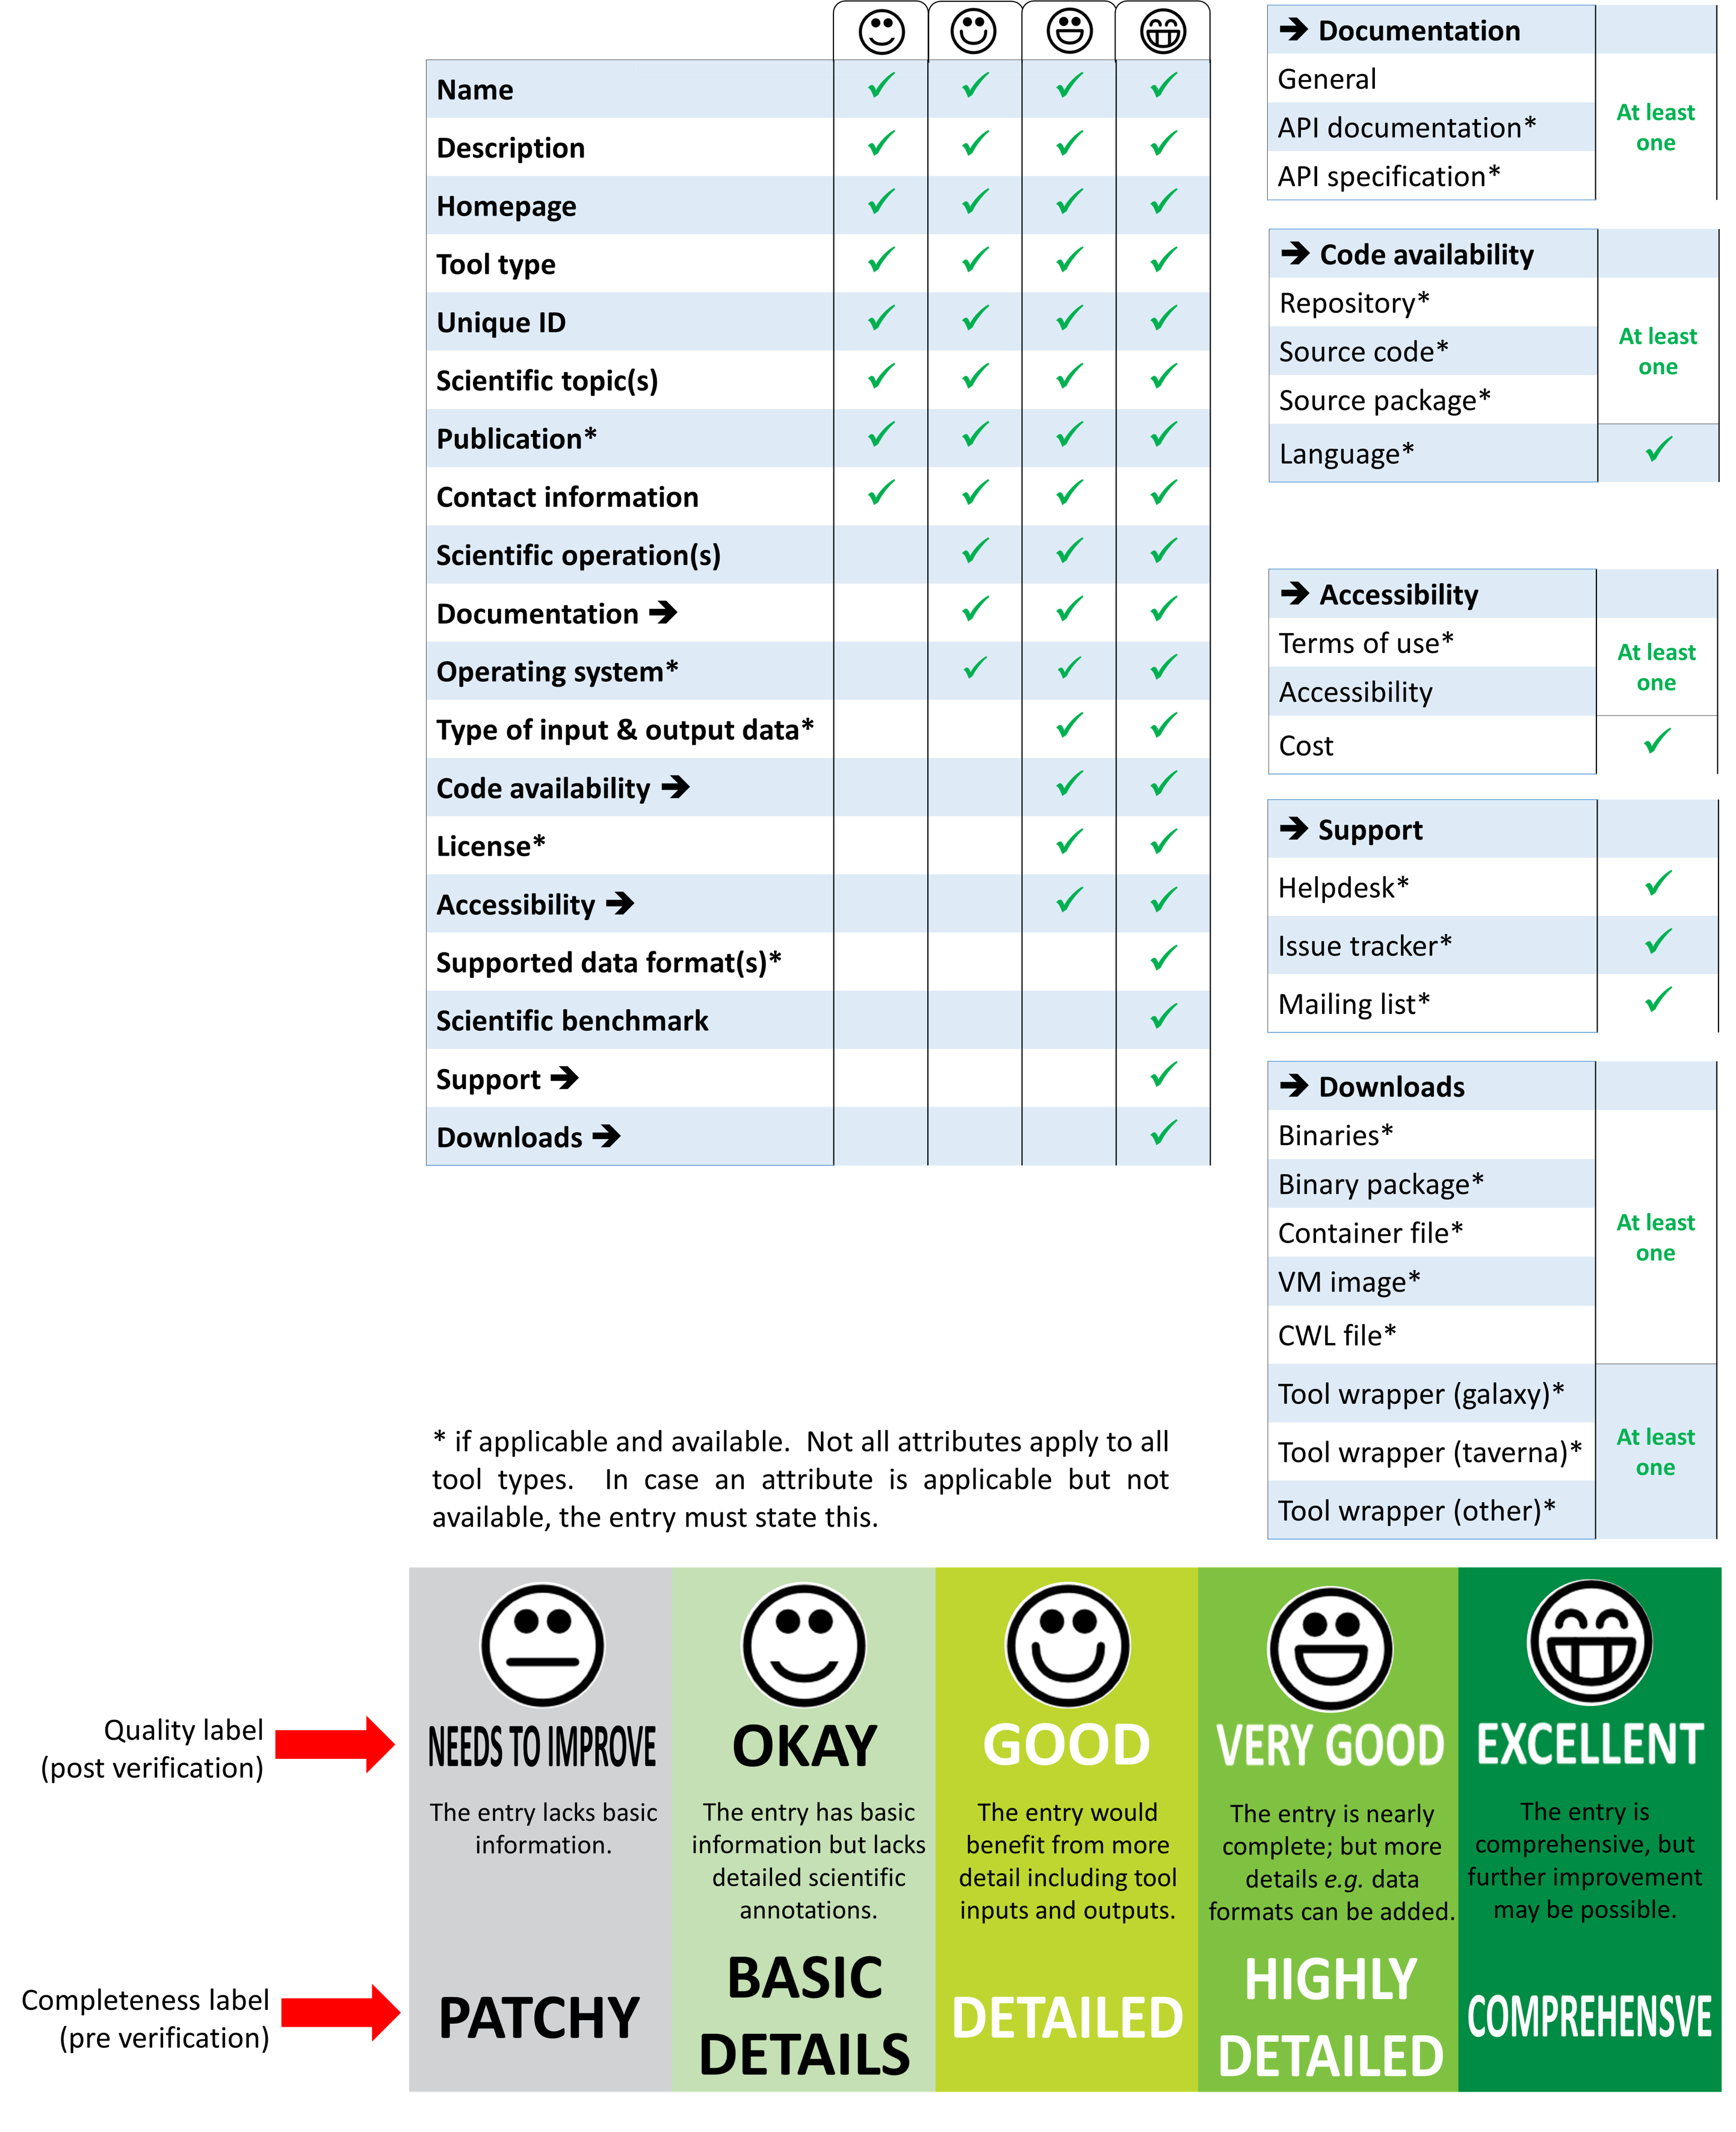 Name
Description
Homepage
Tool type
Unique ID
Scientific topic(s)
Publication*
Contact information
Scientific operation(s)
Documentation ➔
Operating system*
Type of input & output data*
Code availability ➔
License*
Accessibility ➔
Supported data format(s)*
Scientific benchmark
Support ➔
Downloads ➔
➔ Documentation
General
API documentation*
API specification*
At least
one
➔ Code availability
Repository*
Source code*
Source package*
At least
one
Language*
➔ Accessibility
Terms of use*
Accessibility
At least
one
Cost
➔ Support
Helpdesk*
Issue tracker*
Mailing list*
➔ Downloads
Binaries*
Binary package*
Container file*
VM image*
CWL file*
At least
one
Tool wrapper (galaxy)*
Tool wrapper (taverna)*
Tool wrapper (other)*
At least
one
* if applicable and available. Not all attributes apply to all
tool types. In case an attribute is applicable but not
available, the entry must state this.
Quality label
(post verification)
NEEDS TO IMPROVE
The entry lacks basic
information.
OKAY
The entry has basic
information but lacks
detailed scientific
annotations.
GOOD
The entry would
benefit from more
detail including tool
inputs and outputs.
VERY GOOD
The entry is nearly
complete; but more
details e.g. data
formats can be added.
EXCELLENT
The entry is
comprehensive, but
further improvement
may be possible.
Completeness label
(pre verification)
PATCHY
BASIC
DETAILS
DETAILED
HIGHLY
DETAILED
COMPREHENSVE